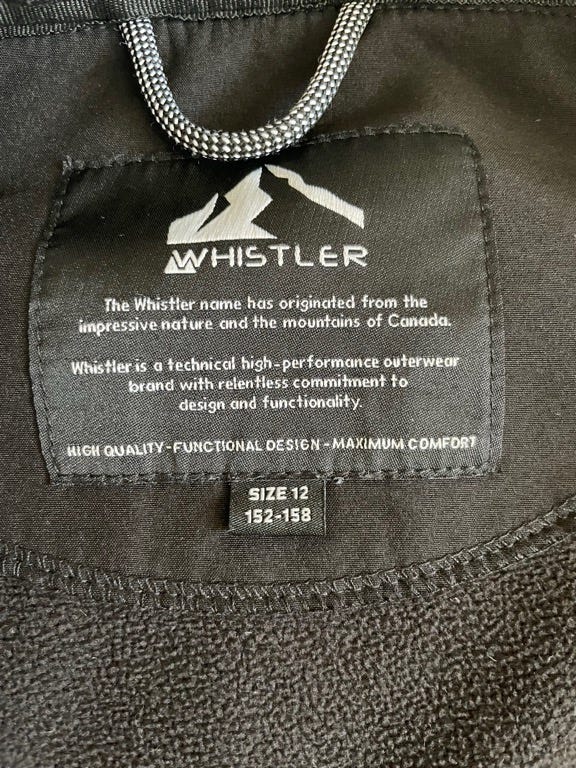 WHISTLER
The Whistler name has originated from the
impressive nature and the mountains of Canada.
Whistler is a technical high-performance outerwear
brand with relentless commitment to
design and functionality.
HIGH QUALITY-FUNCTIONAL DESIGN-MAXIMUM COMFORT
SIZE 12
152-158